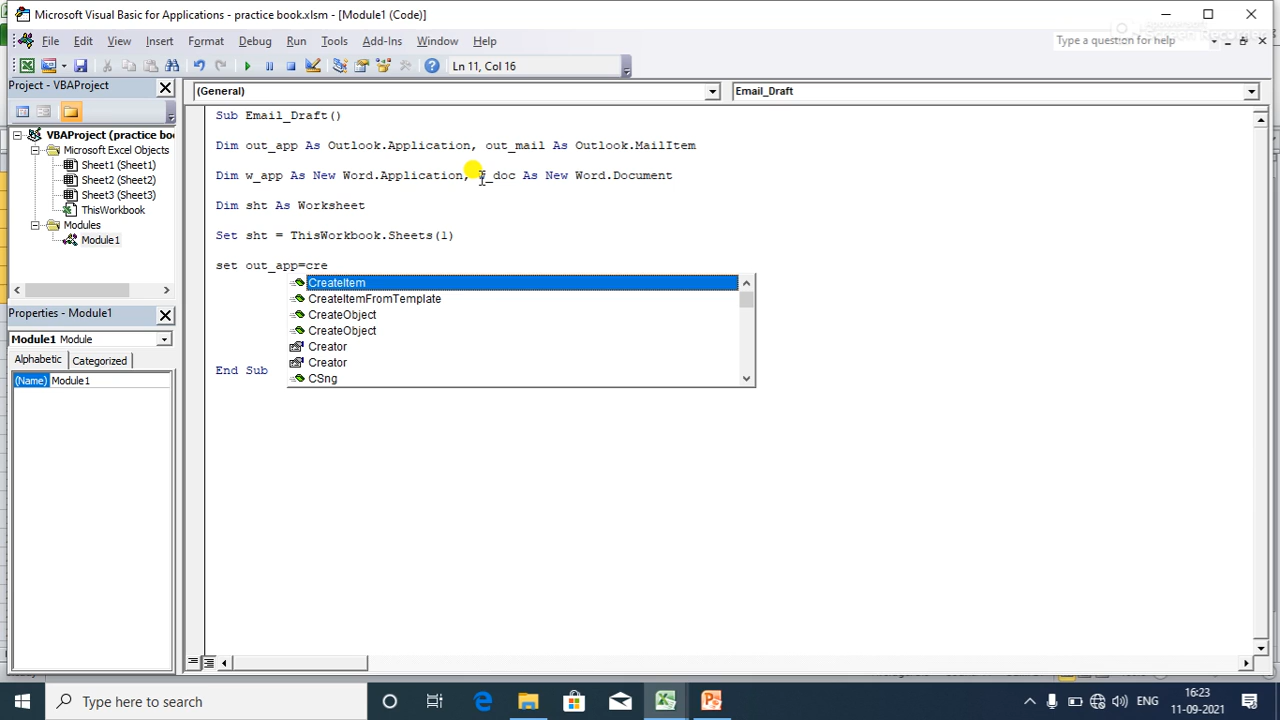 Microsoft Visual Basic for Applications - practice book.xlsm - [Module1 (Code)]
File Edit View Insert Format Debug Run Tools Add-Ins Window Help
Type a question for help
Ln 11, Col 16
Project - VBAProject
(General)
Email_Draft
VBAProject (practice boo
Microsoft Excel Objects
Sheet1 (Sheet1)
Sheet2 (Sheet2)
Sheet3 (Sheet3)
ThisWorkbook
Modules
Module1
Properties - Module1
Module1 Module
Alphabetic Categorized
(Name) Module1
Sub Email_Draft()
Dim out_app As Outlook.Application, out_mail As Outlook.MailItem
Dim w_app As New Word.Application, _doc As New Word.Document
Dim sht As Worksheet
Set sht = ThisWorkbook.Sheets(1)
set out_app=cre
CreateItem
CreateItemFromTemplate
CreateObject
CreateObject
Creator
Creator
CSng
End Sub
Type here to search
ENG
16:23
11-09-2021